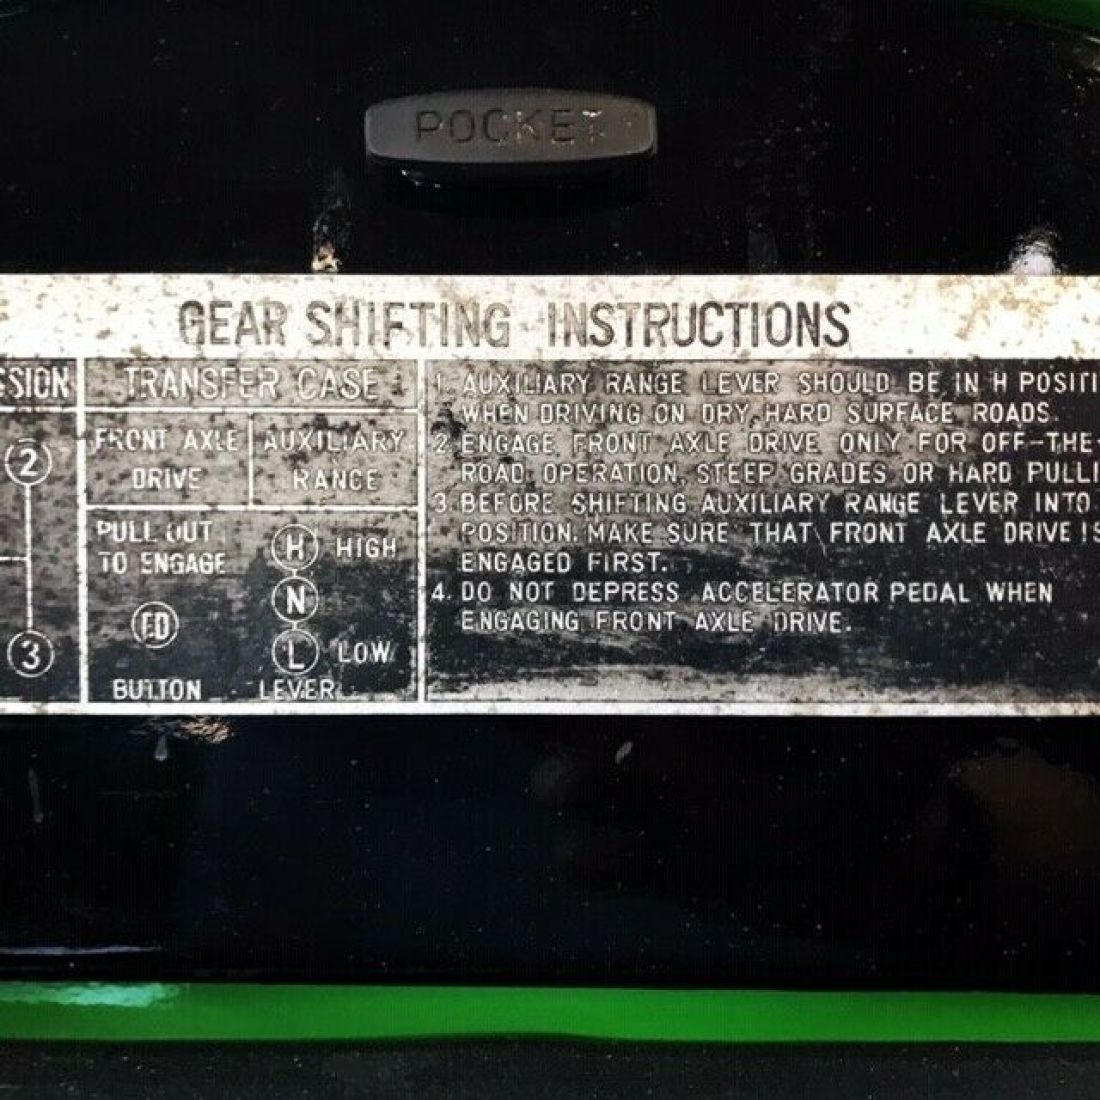 POCKET
GEAR SHIFTING INSTRUCTIONS
SSION
2
3
TRANSFER CASE
FRONT AXLE
DRIVE
AUXILIARY
RANGE
PULL OUT
TO ENGAGE
F.D
BUTTON
H HIGH
N
L LOW
LEVER
1. AUXILIARY RANGE LEVER SHOULD BE IN H POSITI
WHEN DRIVING ON DRY, HARD SURFACE ROADS.
2. ENGAGE FRONT AXLE DRIVE ONLY FOR OFF-THE-
ROAD OPERATION, STEEP GRADES OR HARD PULLI
3. BEFORE SHIFTING AUXILIARY RANGE LEVER INTO
POSITION. MAKE SURE THAT FRONT AXLE DRIVE IS
ENGAGED FIRST.
4. DO NOT DEPRESS ACCELERATOR PEDAL WHEN
ENGAGING FRONT AXLE DRIVE.